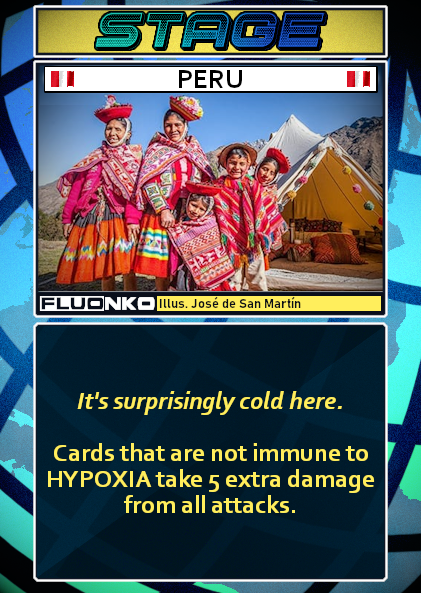 STAGE
PERU
FLUONKO Illus. José de San Martín
It's surprisingly cold here.
Cards that are not immune to
HYPOXIA take 5 extra damage
from all attacks.